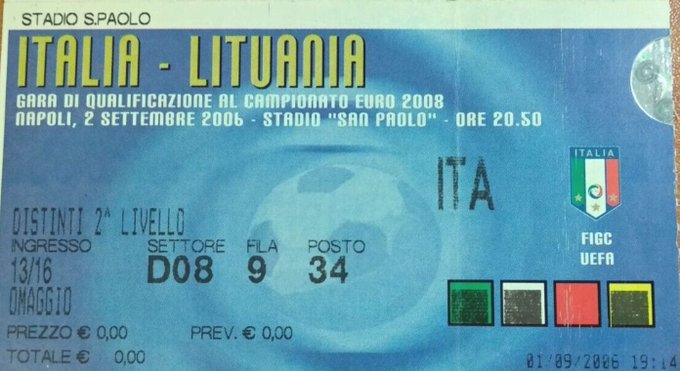 STADIO S.PAOLO
ITALIA - LITUANIA
GARA DI QUALIFICAZIONE AL CAMPIONATO EURO 2008
NAPOLI, 2 SETTEMBRE 2006 - STADIO "SAN PAOLO" - ORE 20.50
ITA
ITALIA
FIGC
UEFA
DISTINTI 2ª LIVELLO
INGRESSO SETTORE FILA POSTO
13/16 D08 9 34
OMAGGIO
PREZZO € 0,00 PREV. € 0,00
TOTALE € 0,00
01/09/2006 19:14